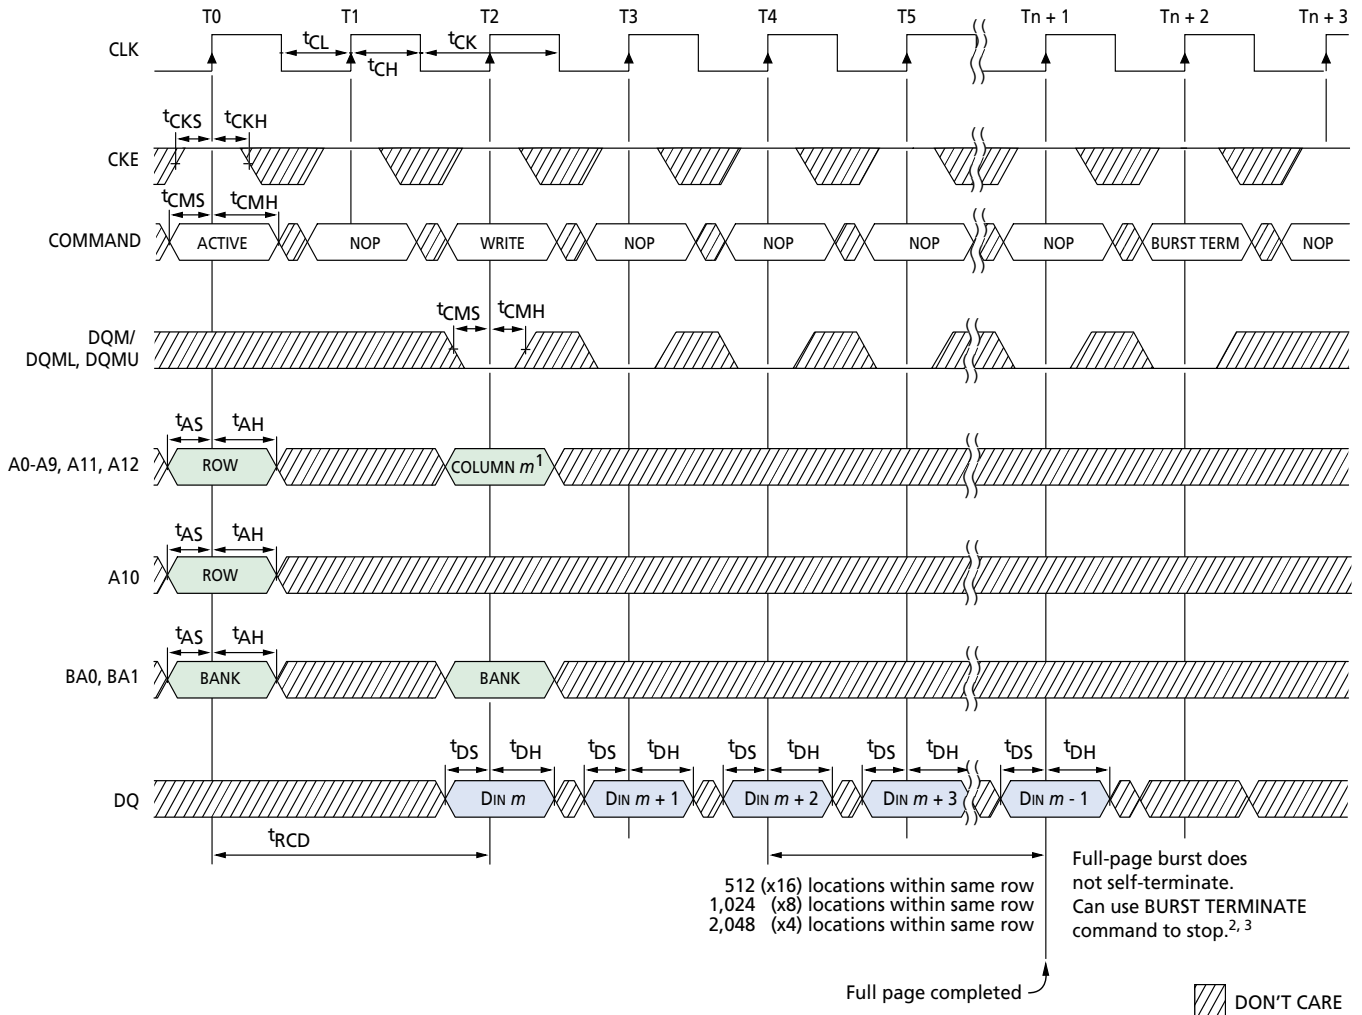 T0 T1 T2 T3 T4 T5 Tn + 1 Tn + 2 Tn + 3
CLK tCL tCH tCK
tCKS tCKH
CKE
tCMS tCMH
COMMAND ACTIVE NOP WRITE NOP NOP NOP NOP BURST TERM NOP
tCMS tCMH
DQM/
DQML, DQMU
tAS tAH
A0-A9, A11, A12 ROW COLUMN m1
tAS tAH
A10 ROW
tAS tAH
BA0, BA1 BANK BANK
tDS tDH tDS tDH tDS tDH tDS tDH tDS tDH
DQ DIN m DIN m + 1 DIN m + 2 DIN m + 3 DIN m - 1
tRCD
512 (x16) locations within same row
1,024 (x8) locations within same row
2,048 (x4) locations within same row
Full-page burst does
not self-terminate.
Can use BURST TERMINATE
command to stop.2, 3
Full page completed
DON'T CARE